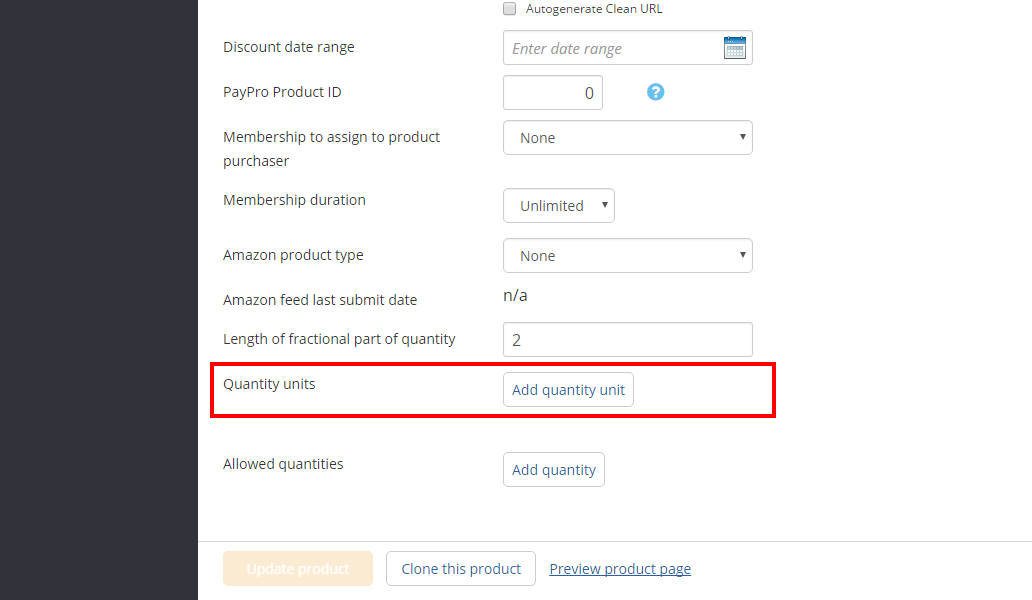 Autogenerate Clean URL
Discount date range
Enter date range
PayPro Product ID
0
?
Membership to assign to product
purchaser
None
Membership duration
Unlimited
Amazon product type
None
Amazon feed last submit date
n/a
Length of fractional part of quantity
2
Quantity units
Add quantity unit
Allowed quantities
Add quantity
Update product
Clone this product
Preview product page